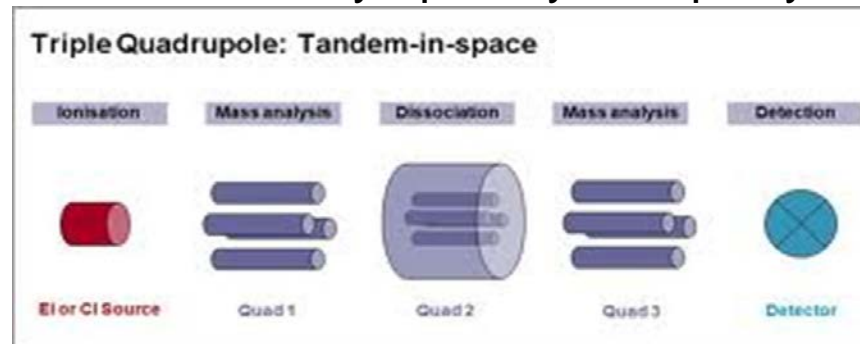 Triple Quadrupole: Tandem-in-space
Ionisation Mass analysis Dissociation Mass analysis Detection
EI or CI Source Quad 1 Quad 2 Quad 3 Detector